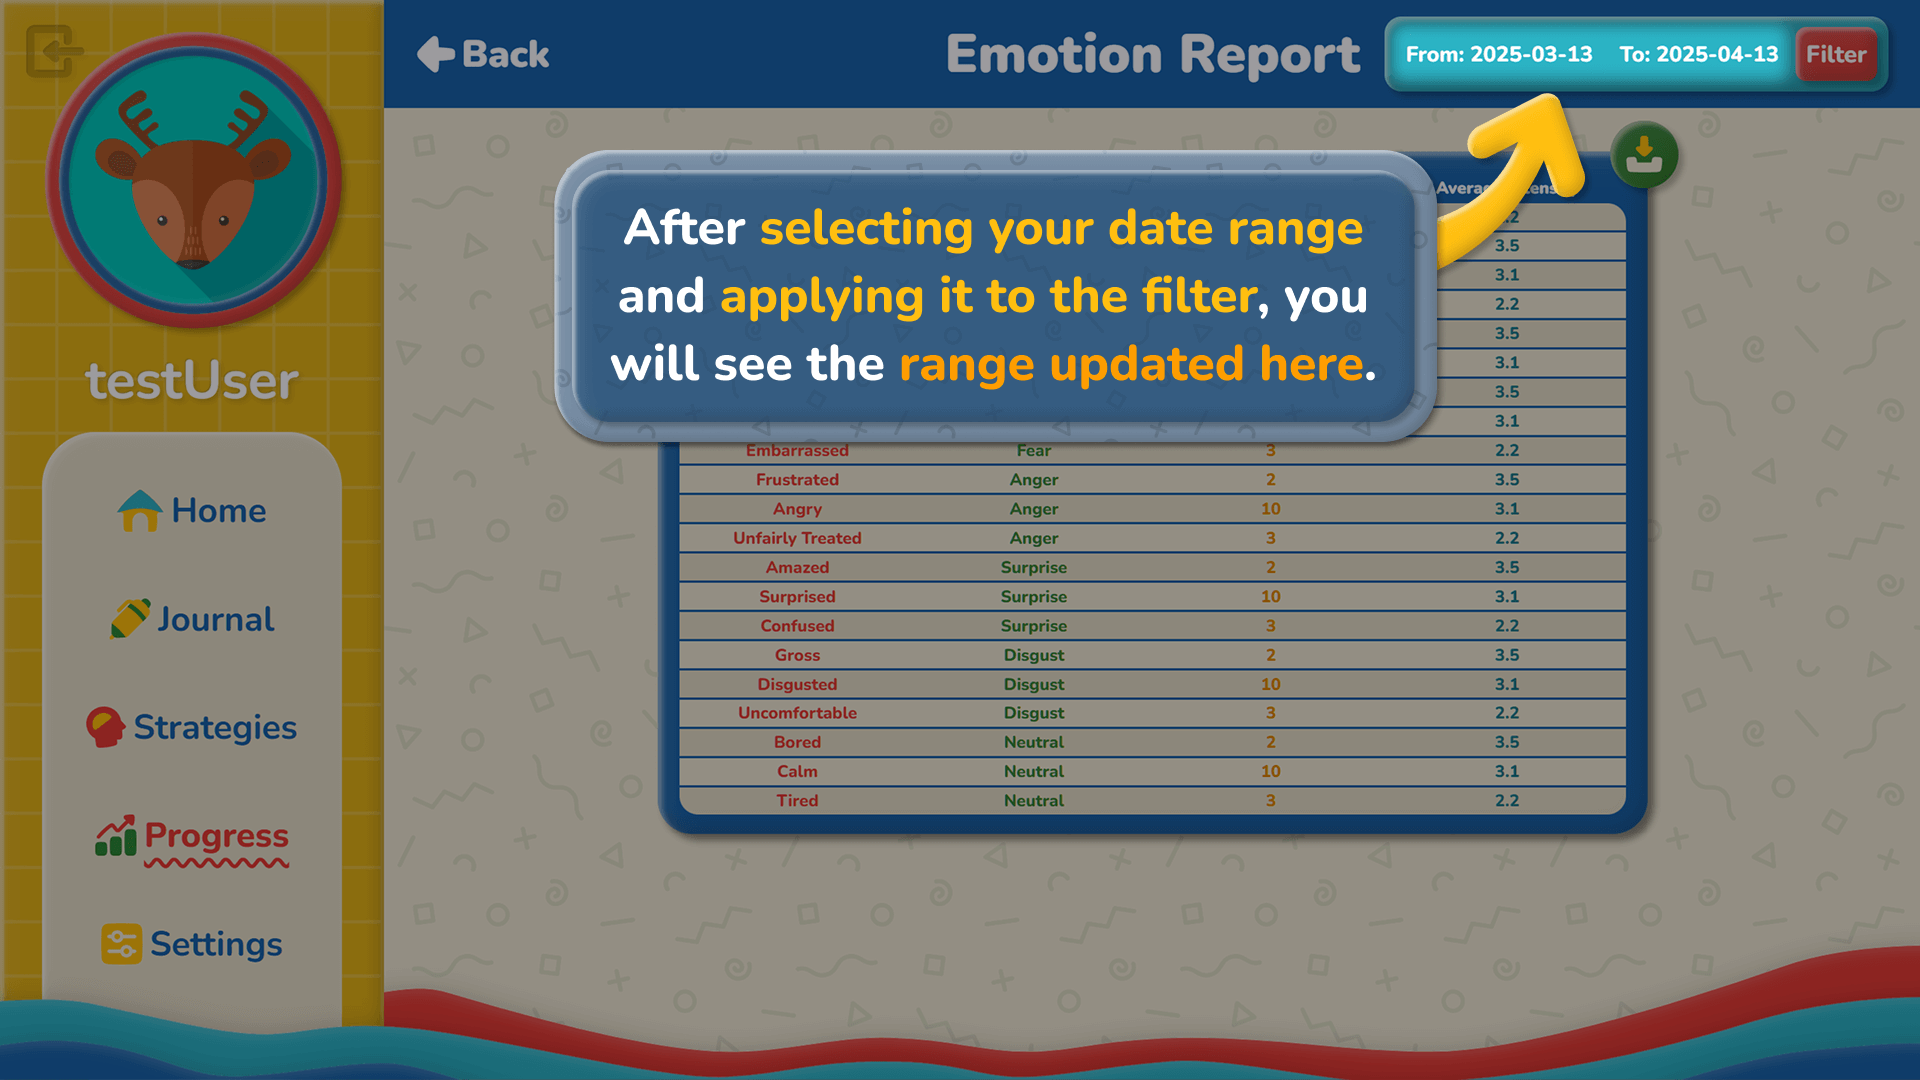 Back
Emotion Report
From: 2025-03-13 To: 2025-04-13
Filter
testUser
Home
Journal
Strategies
Progress
Settings
After selecting your date range
and applying it to the filter, you
will see the range updated here.
3.5
3.1
2.2
3.5
3.1
3.5
3.1
Embarrassed Fear 3 2.2
Frustrated Anger 2 3.5
Angry Anger 10 3.1
Unfairly Treated Anger 3 2.2
Amazed Surprise 2 3.5
Surprised Surprise 10 3.1
Confused Surprise 3 2.2
Gross Disgust 2 3.5
Disgusted Disgust 10 3.1
Uncomfortable Disgust 3 2.2
Bored Neutral 2 3.5
Calm Neutral 10 3.1
Tired Neutral 3 2.2